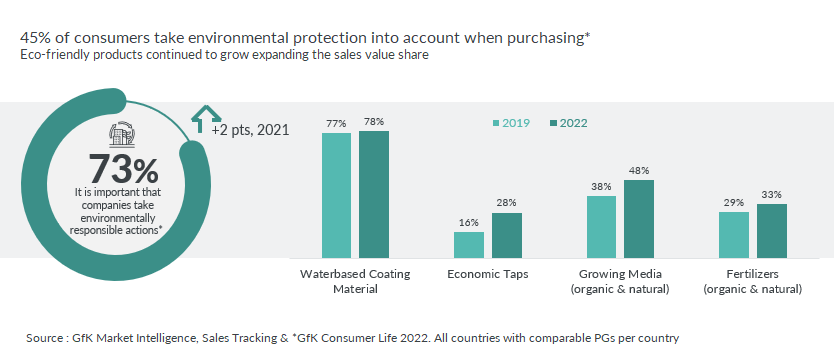 45% of consumers take environmental protection into account when purchasing*
Eco-friendly products continued to grow expanding the sales value share
+2 pts, 2021
73%
It is important that
companies take
environmentally
responsible actions*
2019 2022
77% 78%
16% 28%
38% 48%
29% 33%
Waterbased Coating
Material
Economic Taps
Growing Media
(organic & natural)
Fertilizers
(organic & natural)
Source : GfK Market Intelligence, Sales Tracking & *GfK Consumer Life 2022. All countries with comparable PGs per country